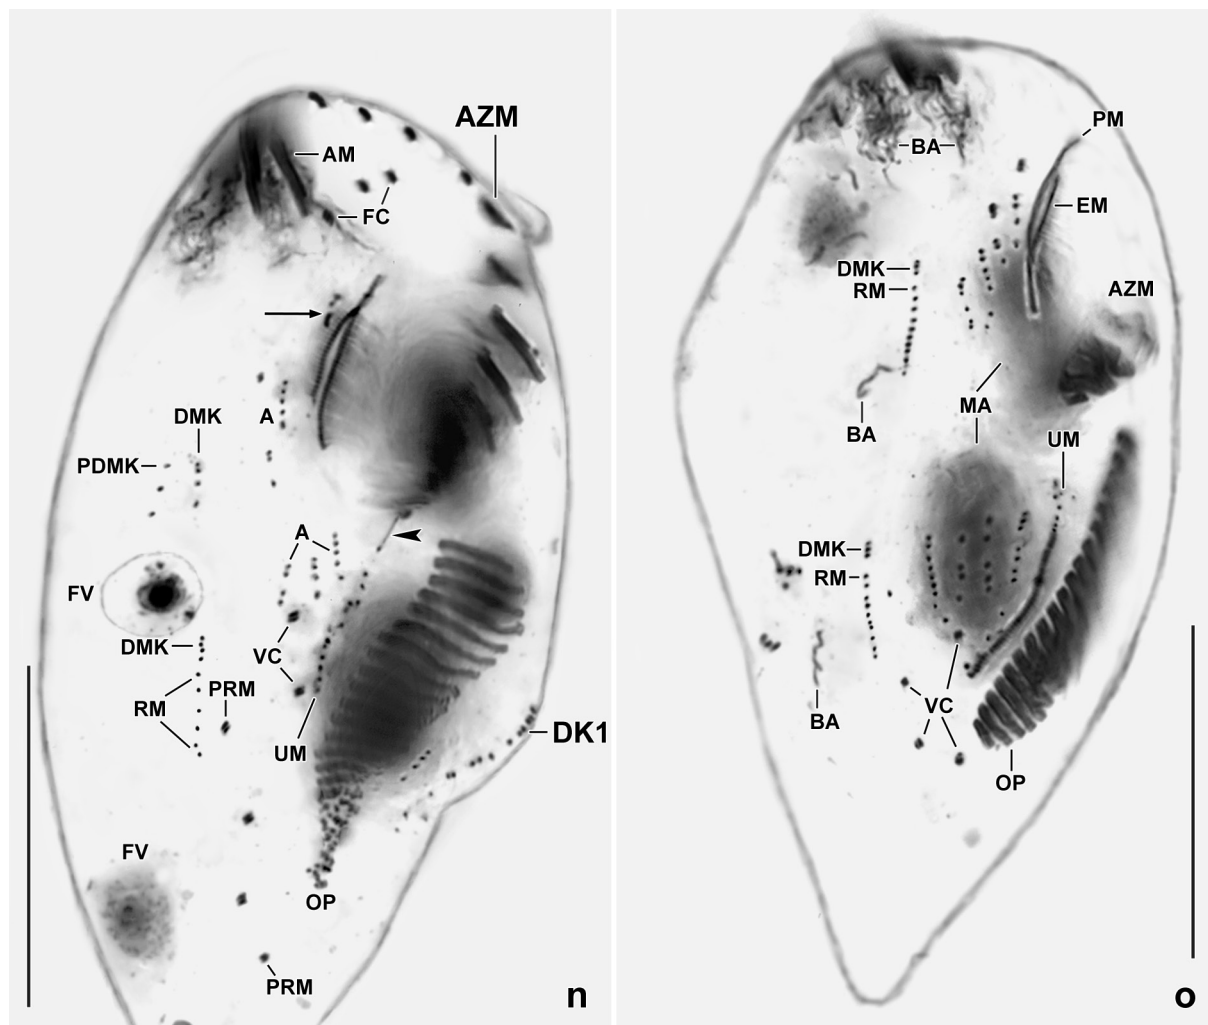 AZM
AM
FC
A
DMK
PDMK
A
FV
DMK
VC
PRM
RM
UM
DK1
FV
OP
PRM
n
PM
BA
EM
DMK
RM
AZM
MA
BA
UM
DMK
RM
BA
VC
OP
o